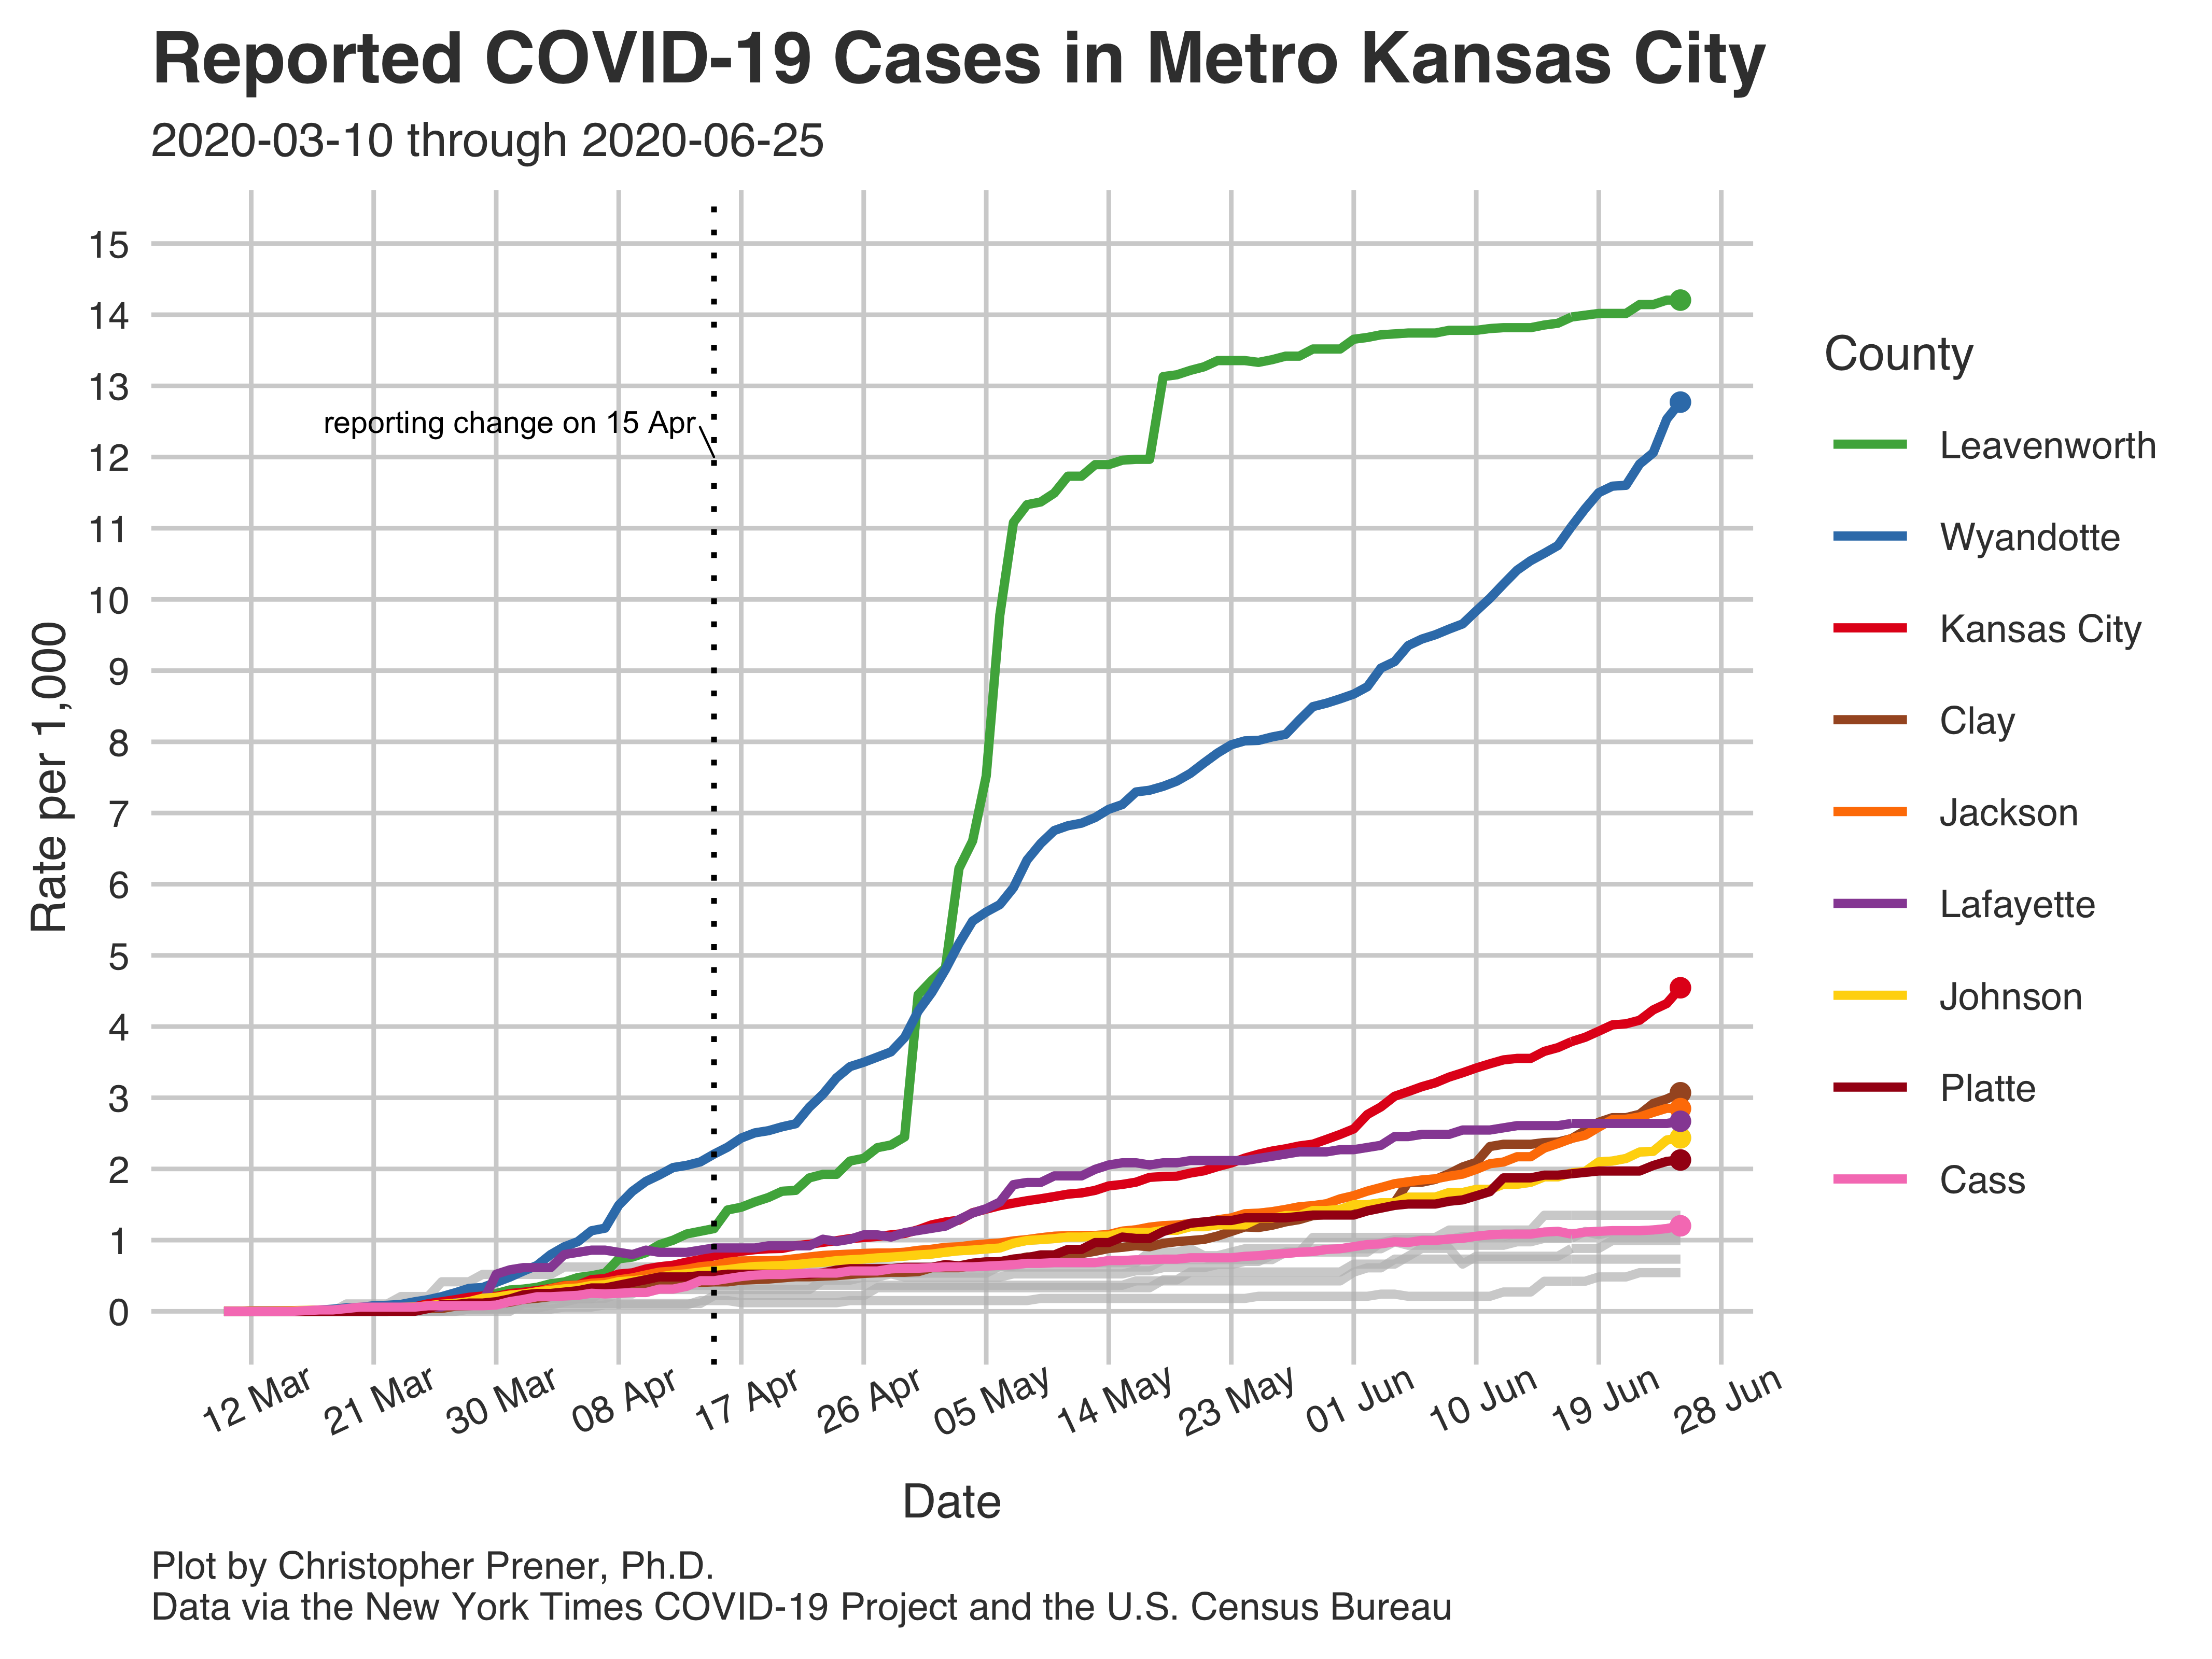 Reported COVID-19 Cases in Metro Kansas City
2020-03-10 through 2020-06-25
15
14
13
12
11
10
9
8
7
6
5
4
3
2
1
0
Rate per 1,000
reporting change on 15 Apr
12 Mar
21 Mar
30 Mar
08 Apr
17 Apr
26 Apr
05 May
14 May
23 May
01 Jun
10 Jun
19 Jun
28 Jun
Date
County
Leavenworth
Wyandotte
Kansas City
Clay
Jackson
Lafayette
Johnson
Platte
Cass
Plot by Christopher Prener, Ph.D.
Data via the New York Times COVID-19 Project and the U.S. Census Bureau